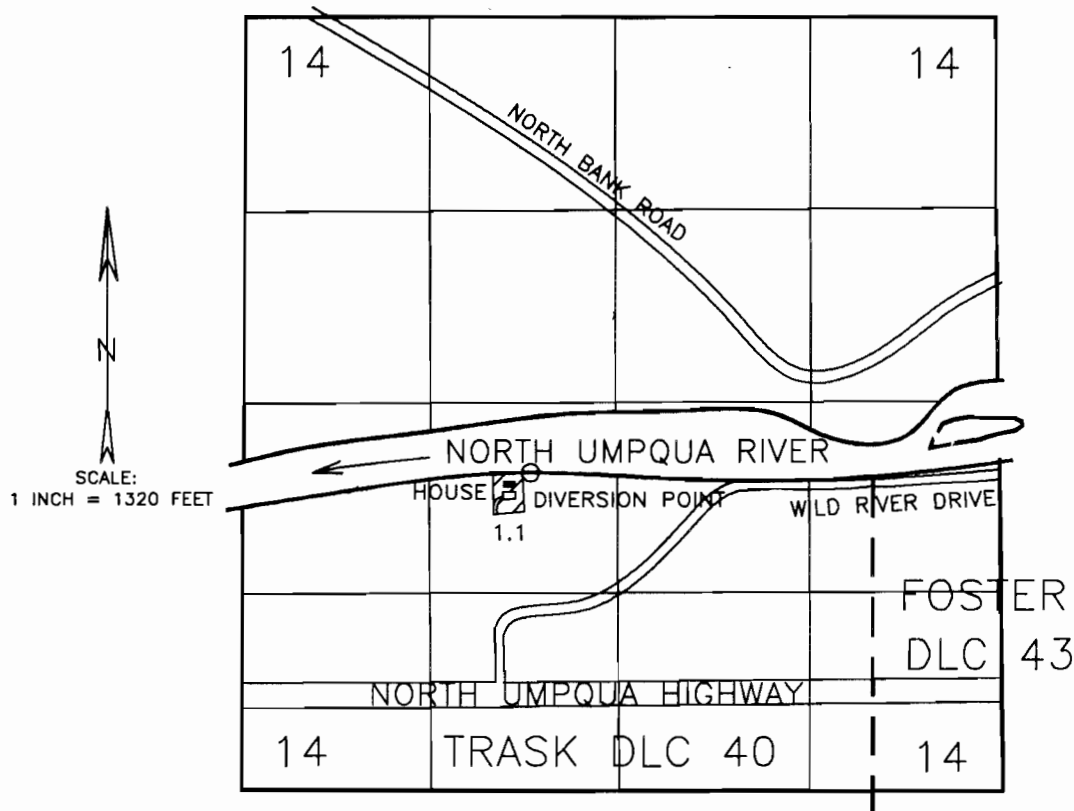 14
14
NORTH BANK ROAD
N
SCALE:
1 INCH = 1320 FEET
NORTH UMPQUA RIVER
HOUSE
DIVERSION POINT
WILD RIVER DRIVE
1.1
FOSTER
DLC 43
NORTH UMPQUA HIGHWAY
14
TRASK DLC 40
14